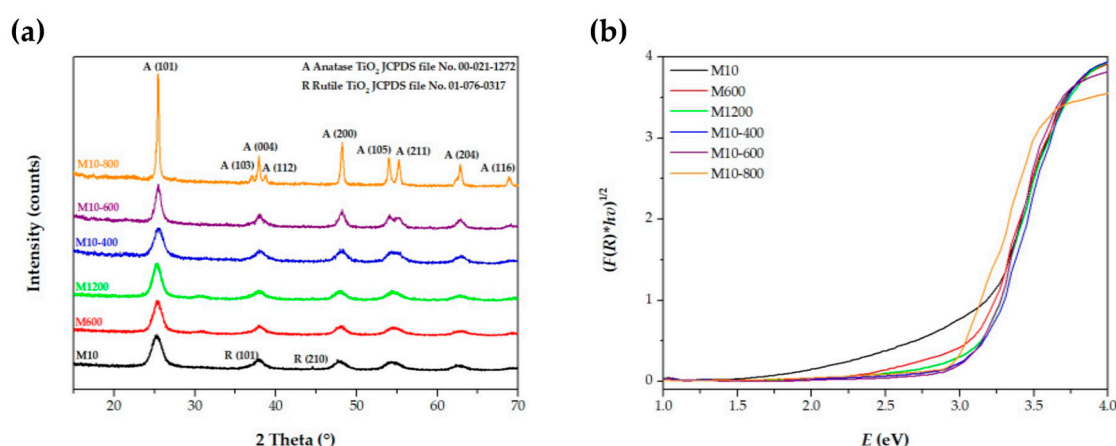 (a)
(b)
A (101)
A Anatase TiO₂ JCPDS file No. 00-021-1272
R Rutile TiO₂ JCPDS file No. 01-076-0317
A (004)
A (200)
A (103)
A (112)
A (105)
A (211)
A (204)
A (116)
M10-800
M10-600
M10-400
M1200
M600
M10
R (101)
R (210)
Intensity (counts)
20 30 40 50 60 70
2 Theta (°)
M10
M600
M1200
M10-400
M10-600
M10-800
(F(R)*hυ)¹/²
4
3
2
1
0
1.0 1.5 2.0 2.5 3.0 3.5 4.0
E (eV)